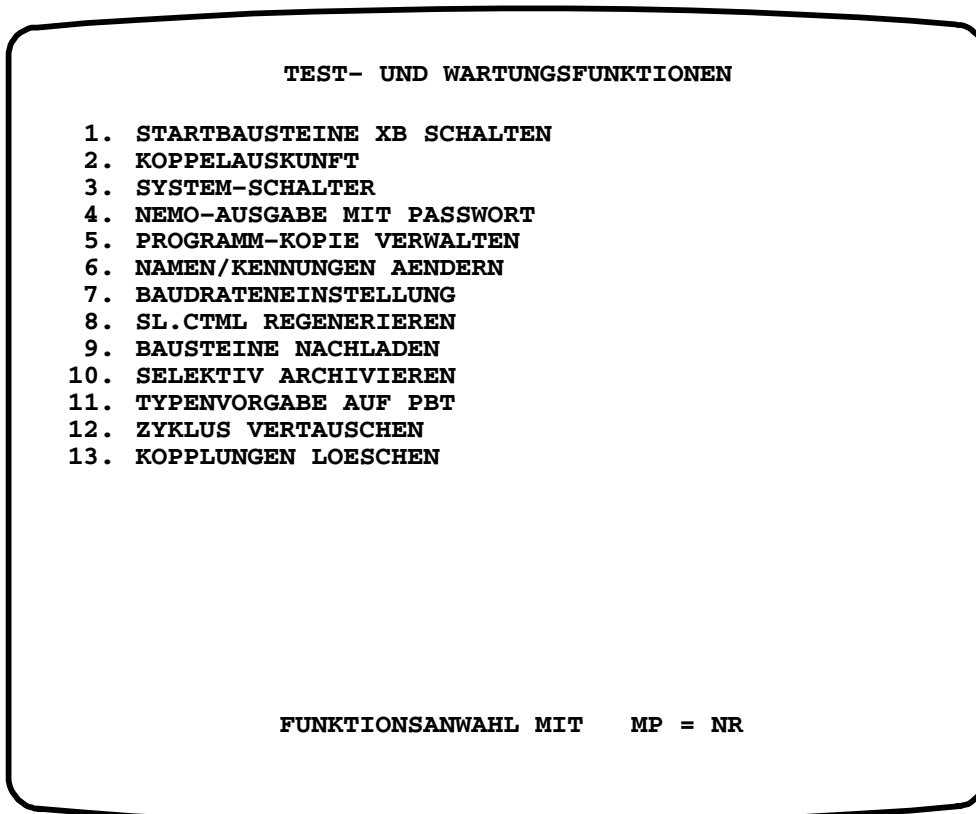 TEST- UND WARTUNGSFUNKTIONEN
1. STARTBAUSTEINE XB SCHALTEN
2. KOPPELAUSKUNFT
3. SYSTEM-SCHALTER
4. NEMO-AUSGABE MIT PASSWORT
5. PROGRAMM-KOPIE VERWALTEN
6. NAMEN/KENNUNGEN AENDERN
7. BAUDRATENEINSTELLUNG
8. SL.CTML REGENERIEREN
9. BAUSTEINE NACHLADEN
10. SELEKTIV ARCHIVIEREN
11. TYPENVORGABE AUF PBT
12. ZYKLUS VERTAUSCHEN
13. KOPPLUNGEN LOESCHEN
FUNKTIONSANWAHL MIT MP = NR